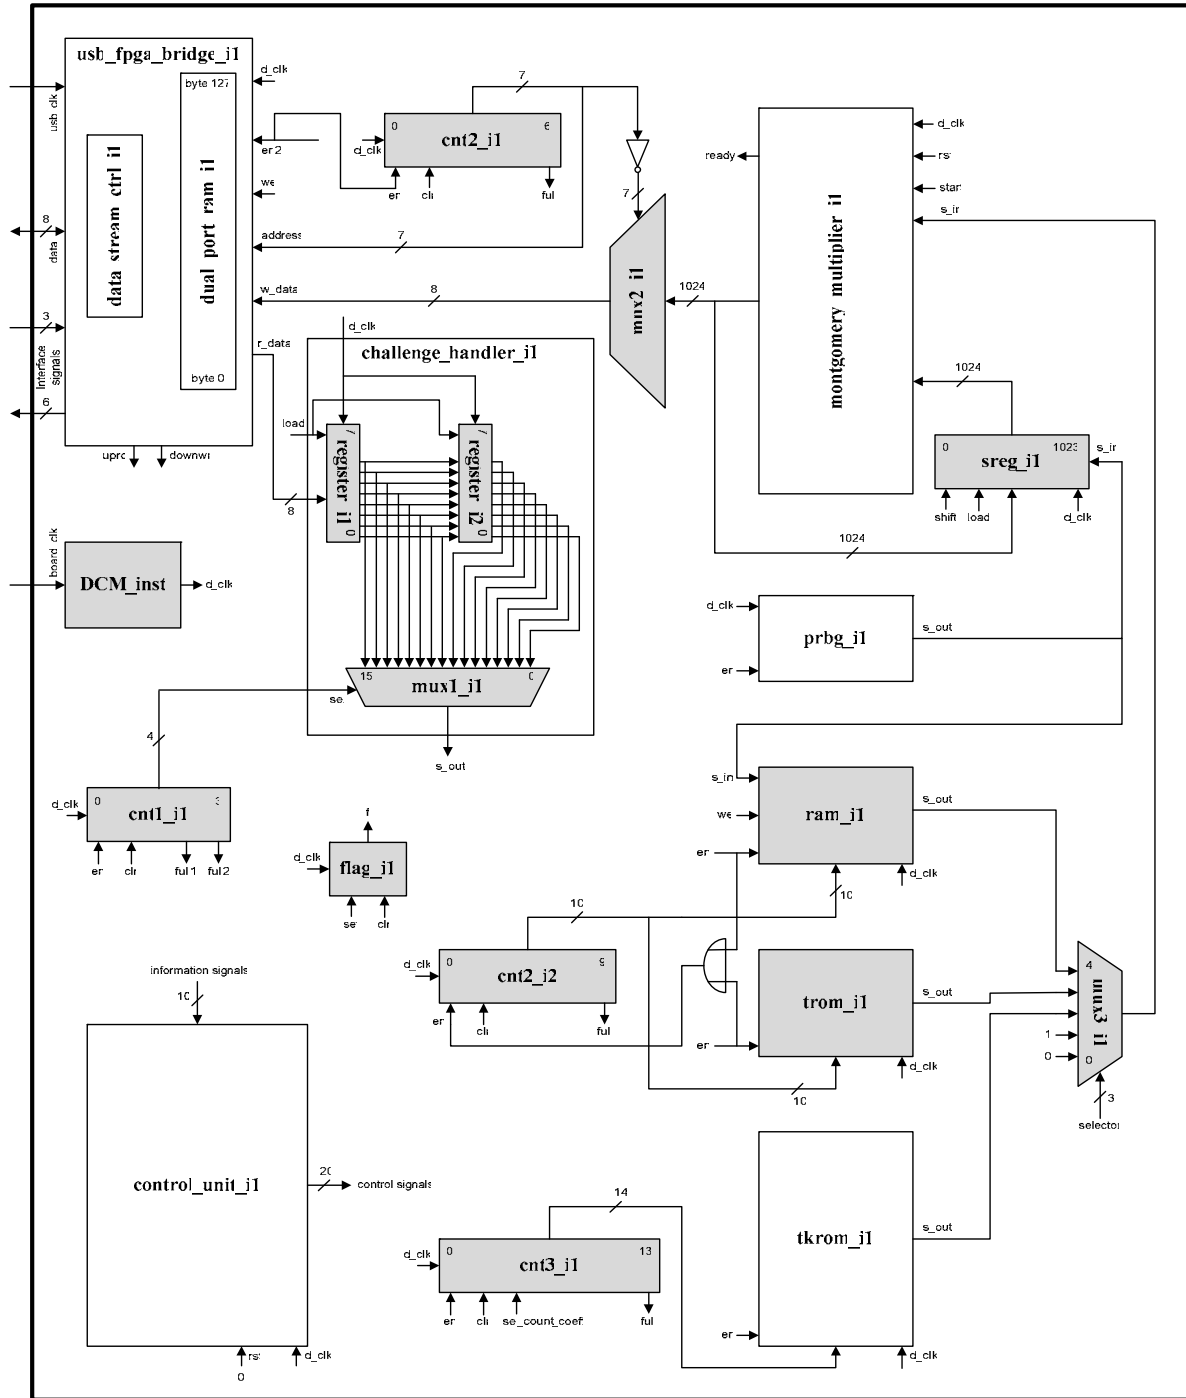 usb_fpga_bridge_i1
byte 127
d_clk
usb clk
data stream ctrl i1
dual port ram i1
en2
we
8
data
address
7
w_data
8
3
Interface
signals
r_data
6
byte 0
downwr
7
0
6
cnt2_i1
d_clk
en
clr
full
7
mux2 i1
1024
ready
montgomery multiplier i1
d_clk
rst
start
s_in
1024
0
1023
sreg_i1
s_in
shift
load
d_clk
1024
d_clk
challenge_handler_i1
load
7
register i1
0
7
register i2
0
8
15
0
mux1_i1
sel
s_out
board clk
DCM_inst
d_clk
d_clk
prbg_i1
s_out
en
4
d_clk
0
3
cnt1_i1
en
clr
full1
full2
f
d_clk
flag_i1
set
clr
s_in
we
en
ram_i1
s_out
d_clk
10
10
d_clk
0
9
cnt2_i2
en
clr
full
trom_i1
s_out
en
d_clk
10
4
mux3 i1
1
0
0
3
selector
information signals
10
control_unit_i1
20
control signals
rst
0
d_clk
14
d_clk
0
13
cnt3_i1
en
clr
full
tkrom_i1
s_out
en
d_clk